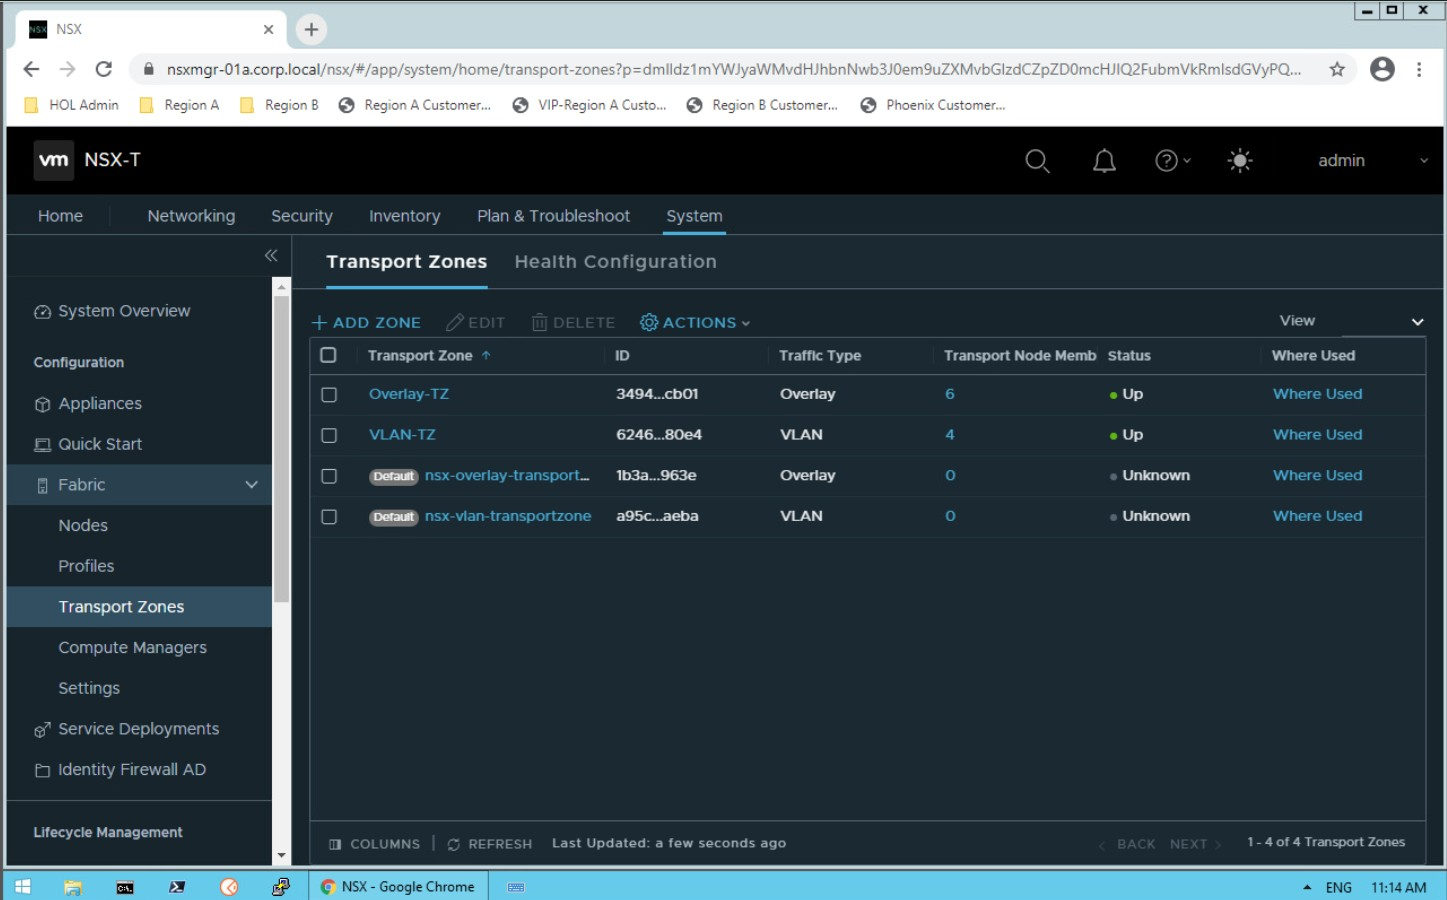 NSX
nsxmgr-01a.corp.local/nsx/#/app/system/home/transport-zones?p=dmlldz1mYWJyaWMvdHJhbnNwb3J0em9uZXMvbGlzdCZpZD0mcHJlQ2FubmVkRmlsdGVyPQ...
HOL Admin Region A Region B Region A Customer... VIP-Region A Custo... Region B Customer... Phoenix Customer...
vm NSX-T admin
Home Networking Security Inventory Plan & Troubleshoot System
Transport Zones Health Configuration
System Overview
Configuration
Appliances
Quick Start
Fabric
Nodes
Profiles
Transport Zones
Compute Managers
Settings
Service Deployments
Identity Firewall AD
Lifecycle Management
+ ADD ZONE EDIT DELETE ACTIONS View
Transport Zone ID Traffic Type Transport Node Memb Status Where Used
Overlay-TZ 3494...cb01 Overlay 6 Up Where Used
VLAN-TZ 6246...80e4 VLAN 4 Up Where Used
Default nsx-overlay-transport... 1b3a...963e Overlay 0 Unknown Where Used
Default nsx-vlan-transportzone a95c...aeba VLAN 0 Unknown Where Used
COLUMNS REFRESH Last Updated: a few seconds ago BACK NEXT 1 - 4 of 4 Transport Zones
NSX - Google Chrome ENG 11:14 AM